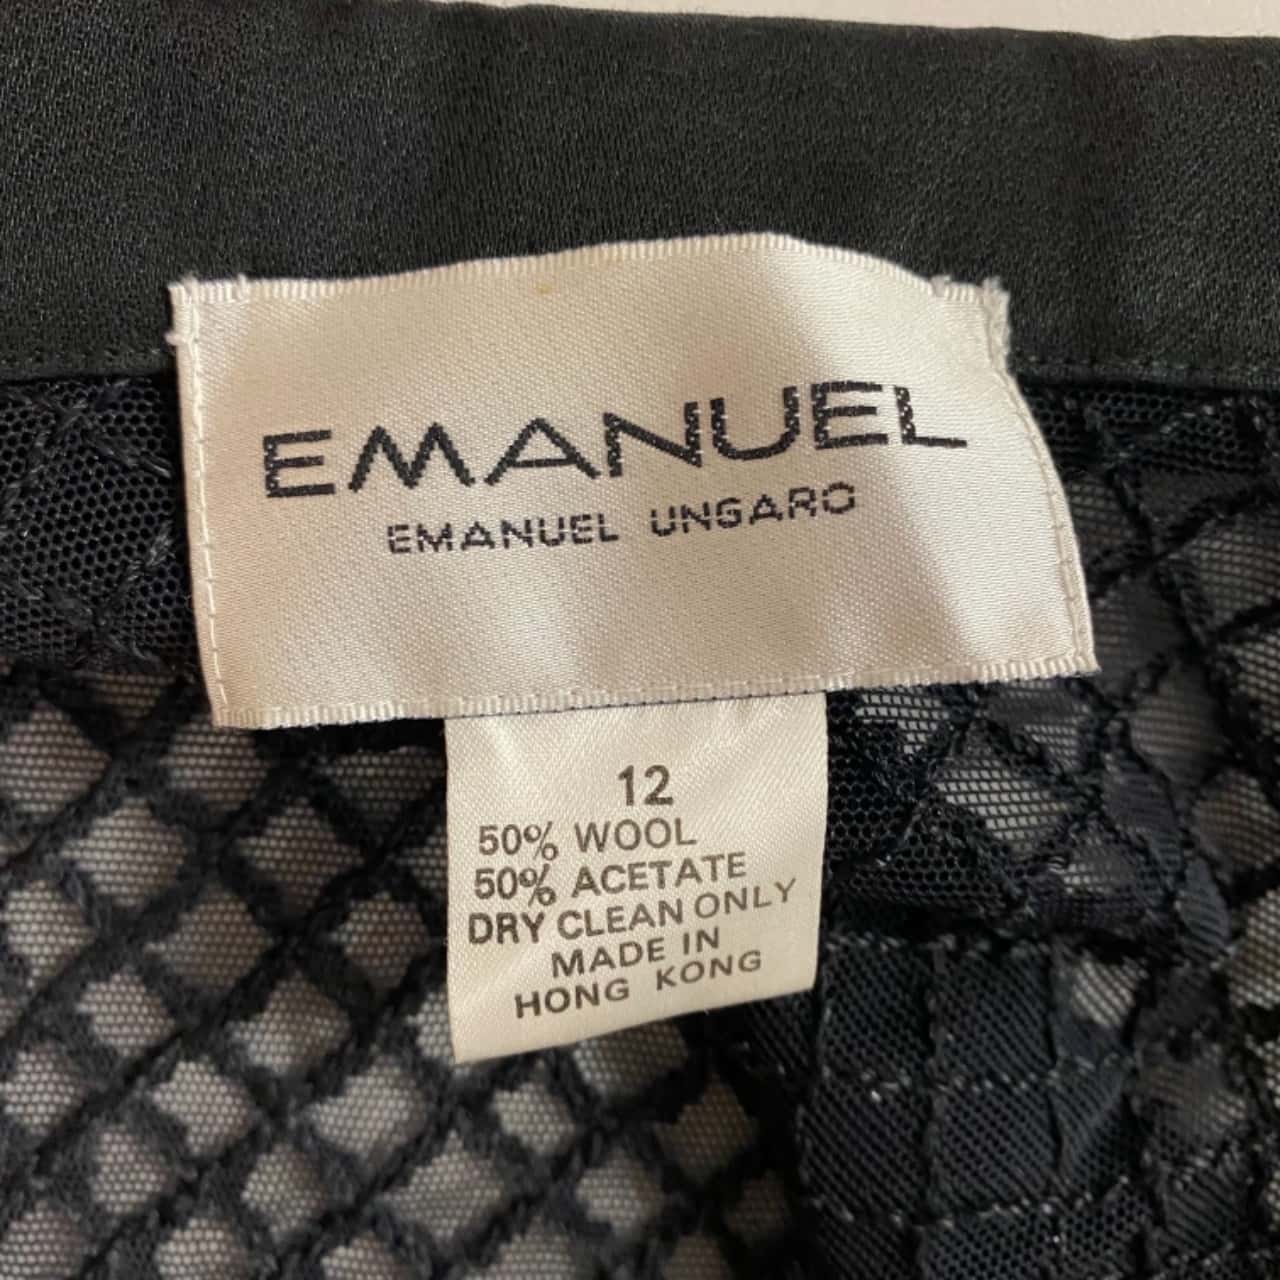 EMANUEL
EMANUEL UNGARO
12
50% WOOL
50% ACETATE
DRY CLEAN ONLY
MADE IN
HONG KONG